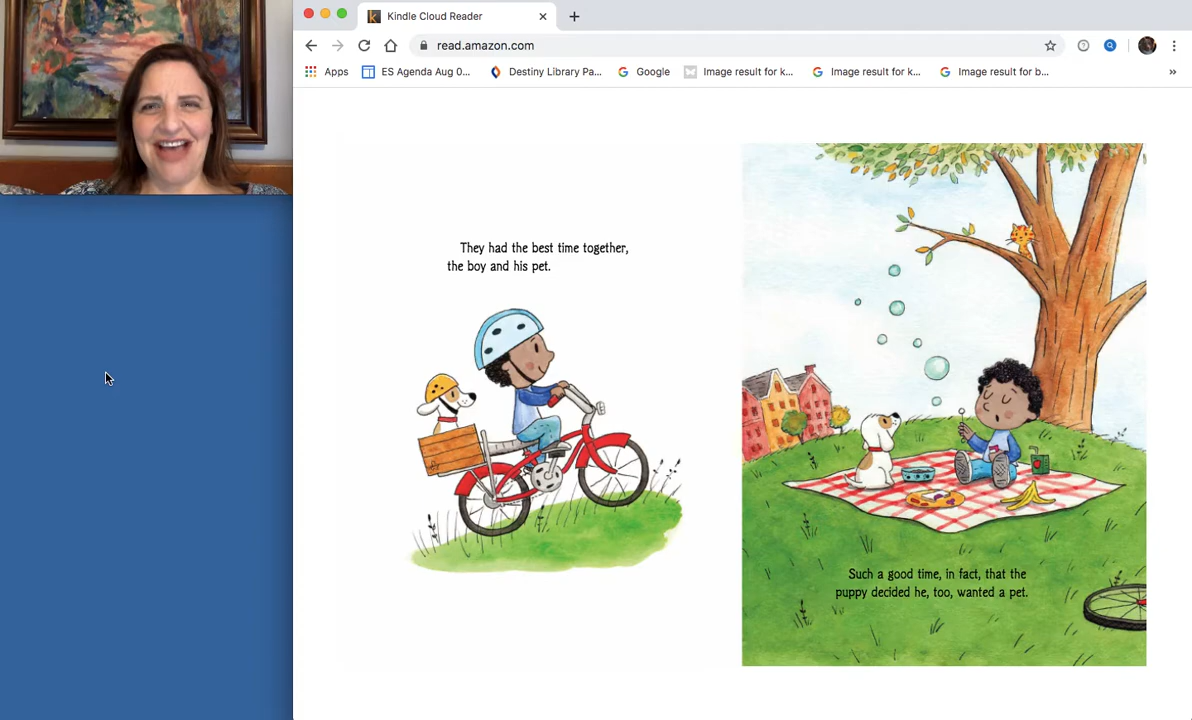 Kindle Cloud Reader
read.amazon.com
Apps
ES Agenda Aug 0...
Destiny Library Pa...
Google
Image result for k...
Image result for k...
Image result for b...
They had the best time together,
the boy and his pet.
Such a good time, in fact, that the
puppy decided he, too, wanted a pet.